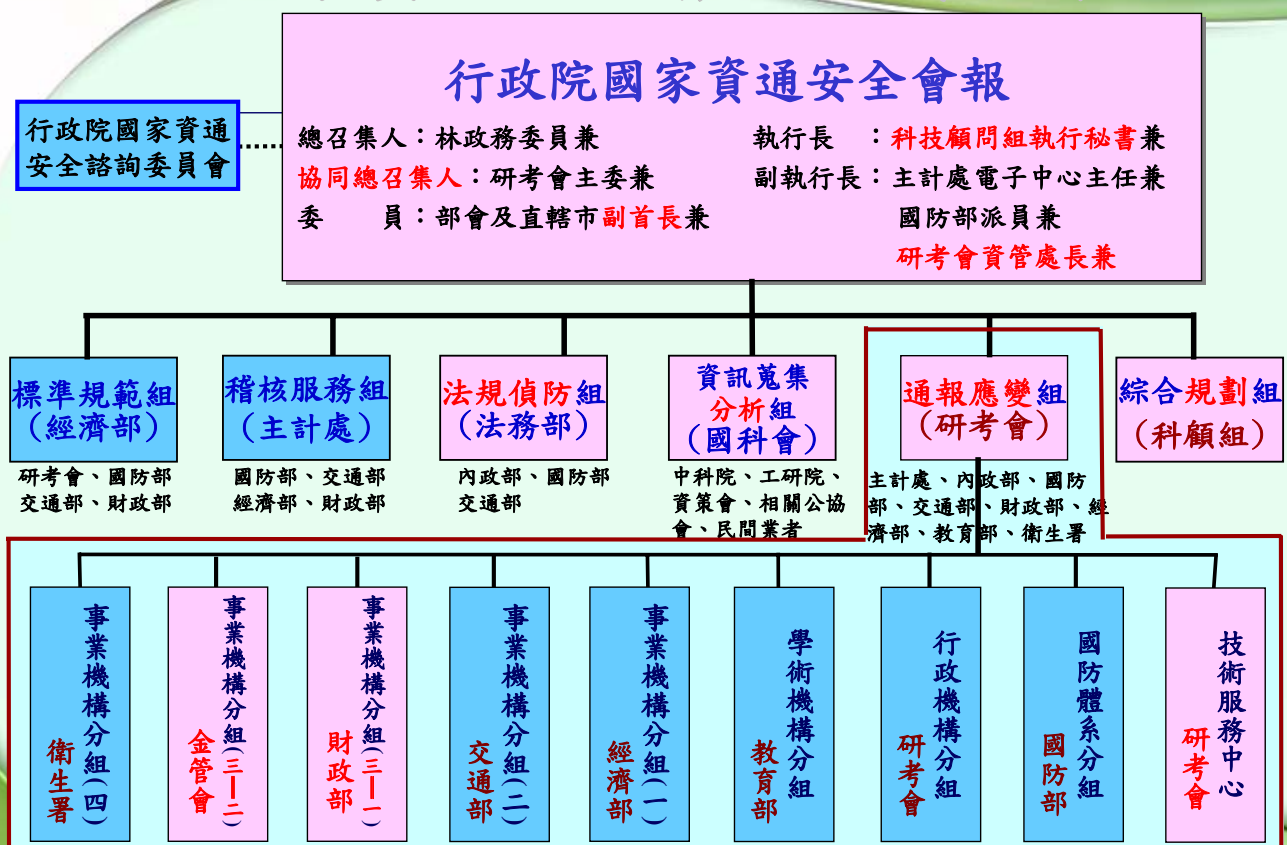 行政院國家資通安全會報
行政院國家資通
安全諮詢委員會
總召集人：林政務委員兼
協同總召集人：研考會主委兼
委　　員：部會及直轄市副首長兼
執行長　：科技顧問組執行秘書兼
副執行長：主計處電子中心主任兼
國防部派員兼
研考會資管處長兼
標準規範組
(經濟部)
研考會、國防部
交通部、財政部
稽核服務組
(主計處)
國防部、交通部
經濟部、財政部
法規偵防組
(法務部)
內政部、國防部
交通部
資訊蒐集
分析組
(國科會)
中科院、工研院、
資策會、相關公協
會、民間業者
通報應變組
(研考會)
主計處、內政部、國防
部、交通部、財政部、經
濟部、教育部、衛生署
綜合規劃組
(科顧組)
事業機構分組(四)
衛生署
事業機構分組(三—二)
金管會
事業機構分組(三—一)
財政部
事業機構分組(二)
交通部
事業機構分組(一)
經濟部
學術機構分組
教育部
行政機構分組
研考會
國防體系分組
國防部
技術服務中心
研考會